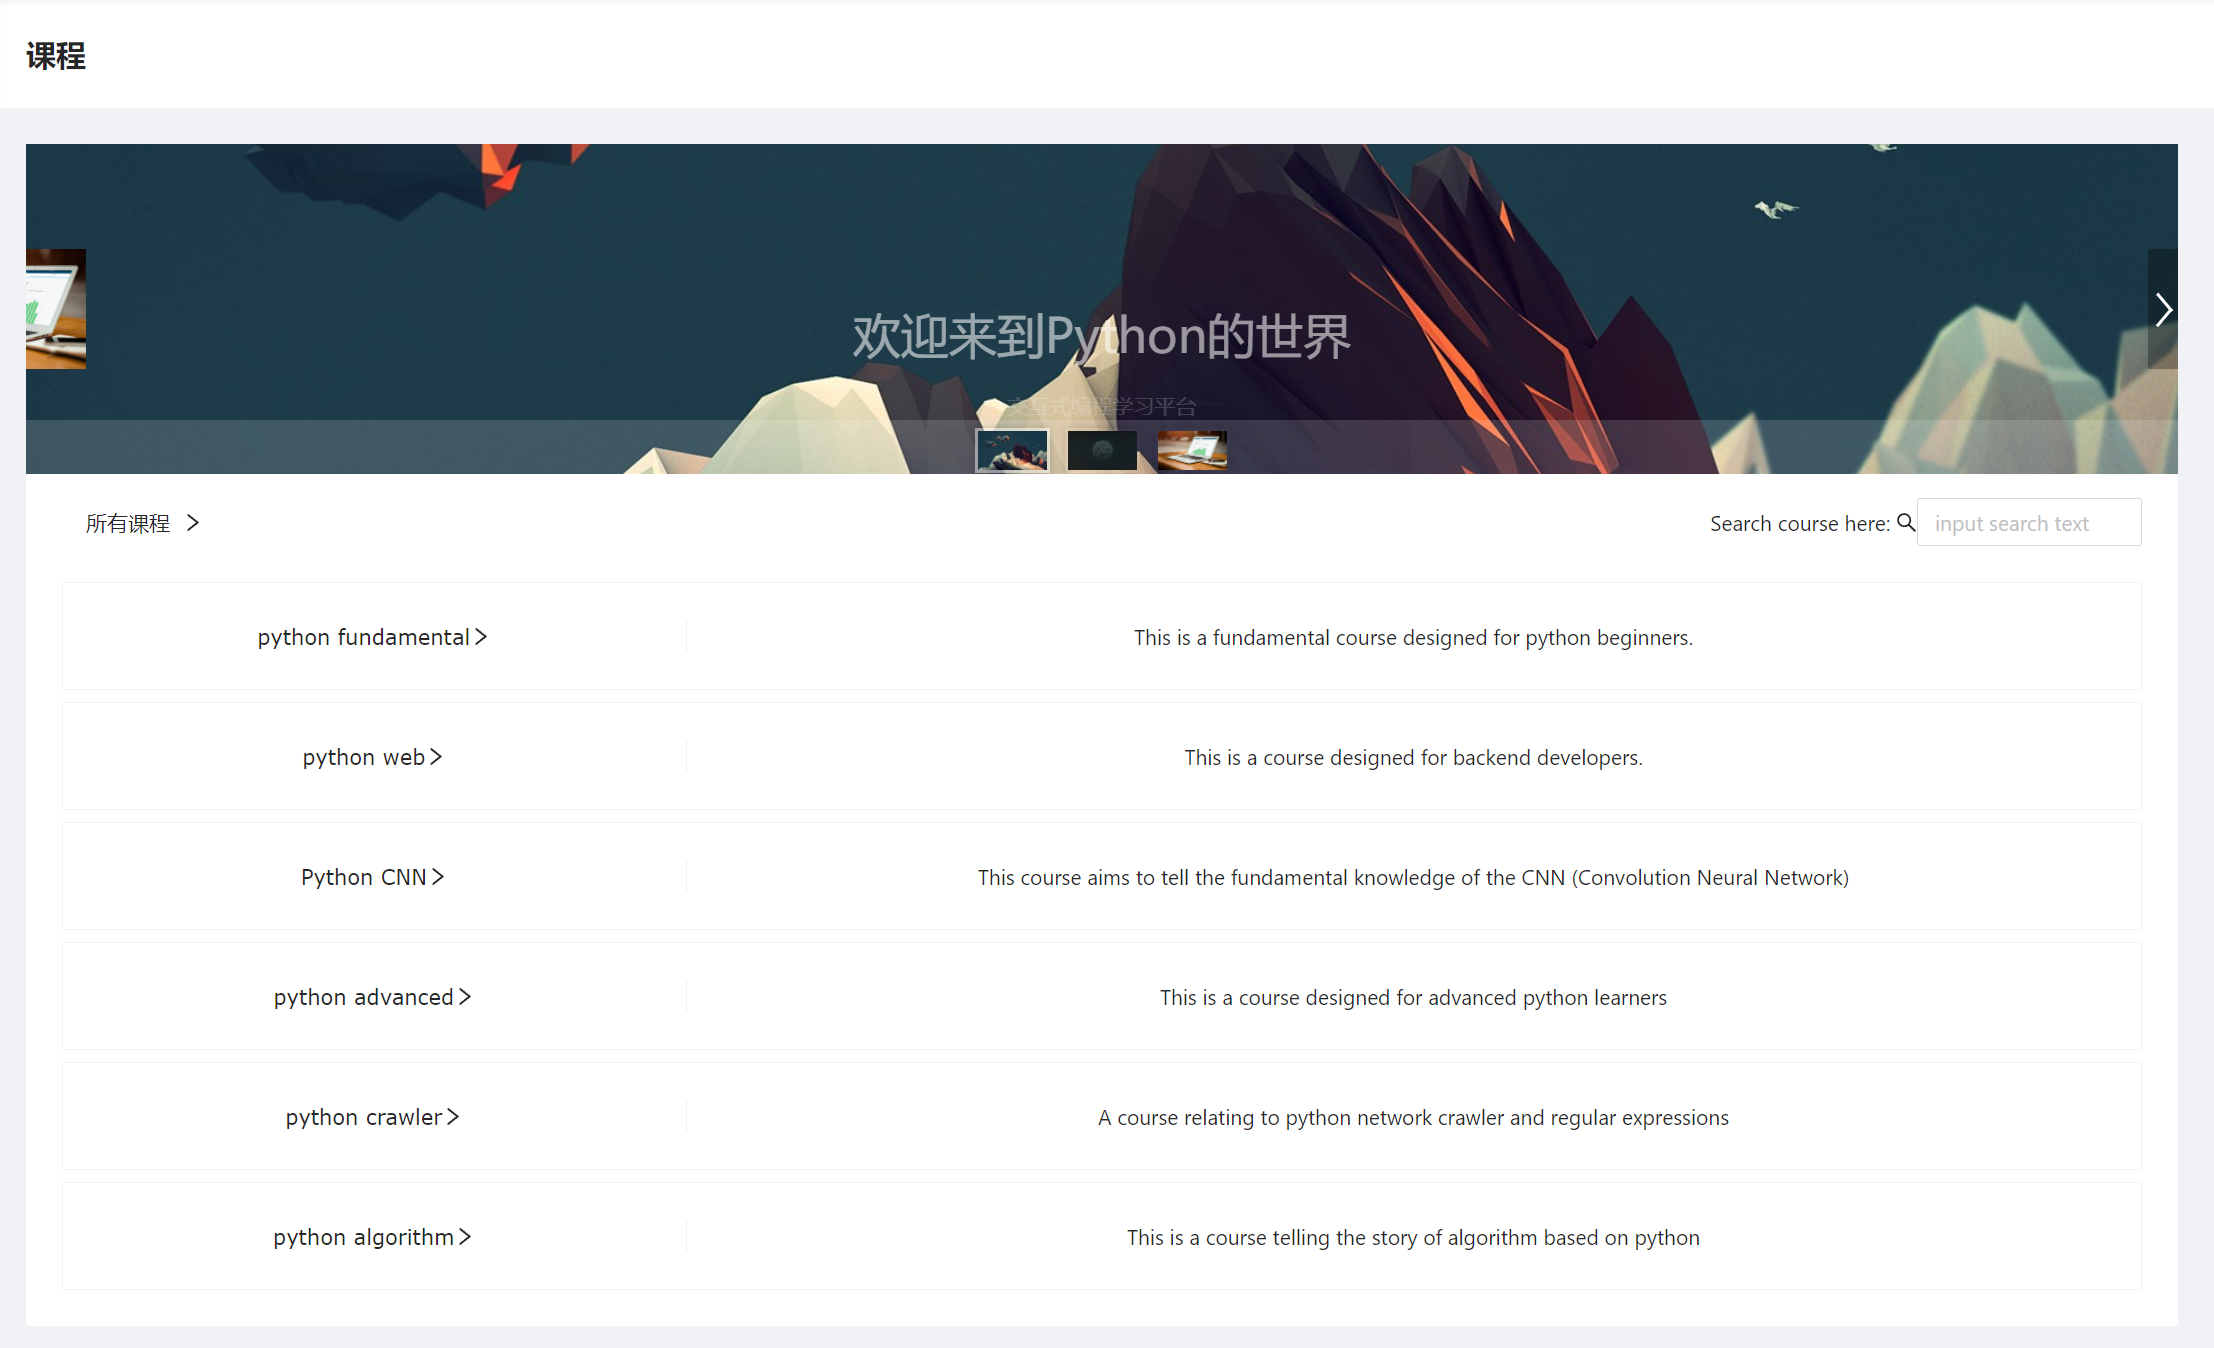 课程
欢迎来到Python的世界
交互式编程学习平台
所有课程
Search course here: input search text
python fundamental
This is a fundamental course designed for python beginners.
python web
This is a course designed for backend developers.
Python CNN
This course aims to tell the fundamental knowledge of the CNN (Convolution Neural Network)
python advanced
This is a course designed for advanced python learners
python crawler
A course relating to python network crawler and regular expressions
python algorithm
This is a course telling the story of algorithm based on python